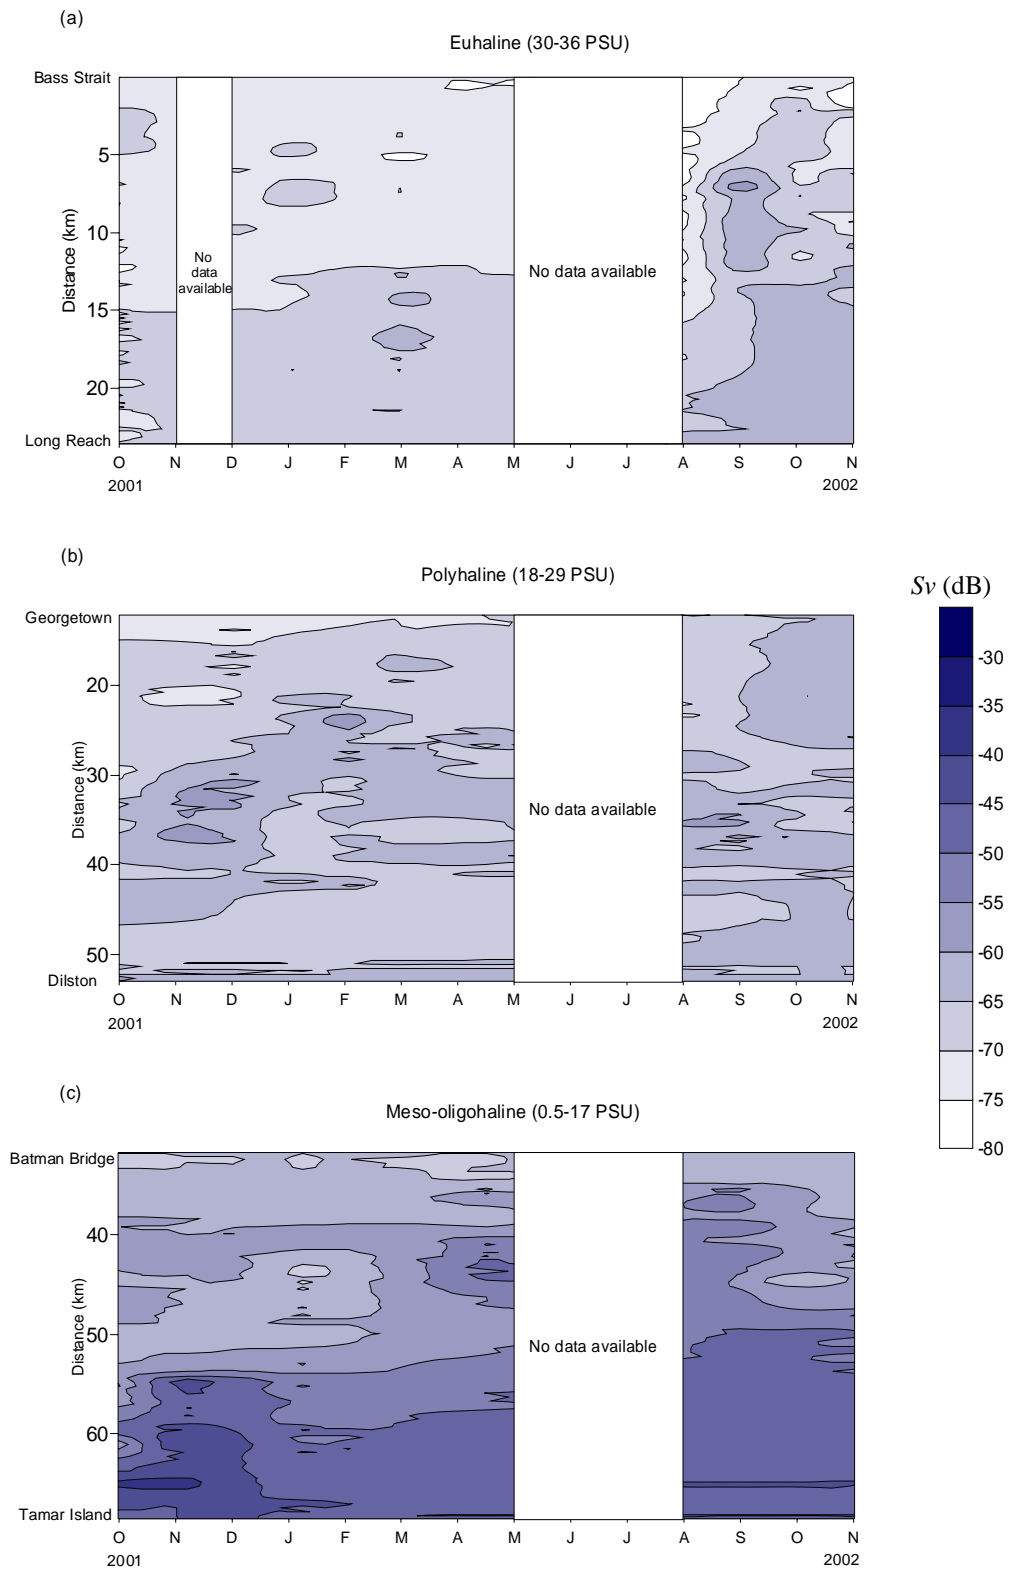 (a)
Euhaline (30-36 PSU)
Bass Strait
5
10
15
20
Long Reach
Distance (km)
No
data
available
No data available
O N D J F M A M J J A S O N
2001 2002
(b)
Polyhaline (18-29 PSU)
Georgetown
20
30
40
50
Dilston
Distance (km)
No data available
O N D J F M A M J J A S O N
2001 2002
Sv (dB)
-30
-35
-40
-45
-50
-55
-60
-65
-70
-75
-80
(c)
Meso-oligohaline (0.5-17 PSU)
Batman Bridge
40
50
60
Tamar Island
Distance (km)
No data available
O N D J F M A M J J A S O N
2001 2002